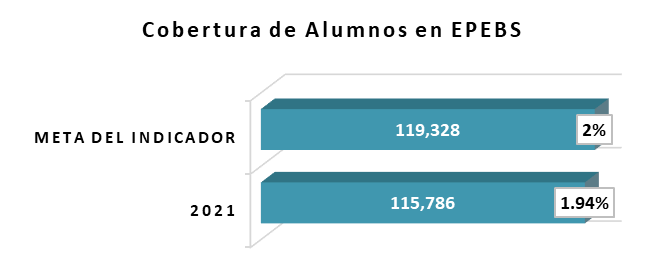 Cobertura de Alumnos en EPEBS
META DEL INDICADOR 119,328 2%
2021 115,786 1.94%